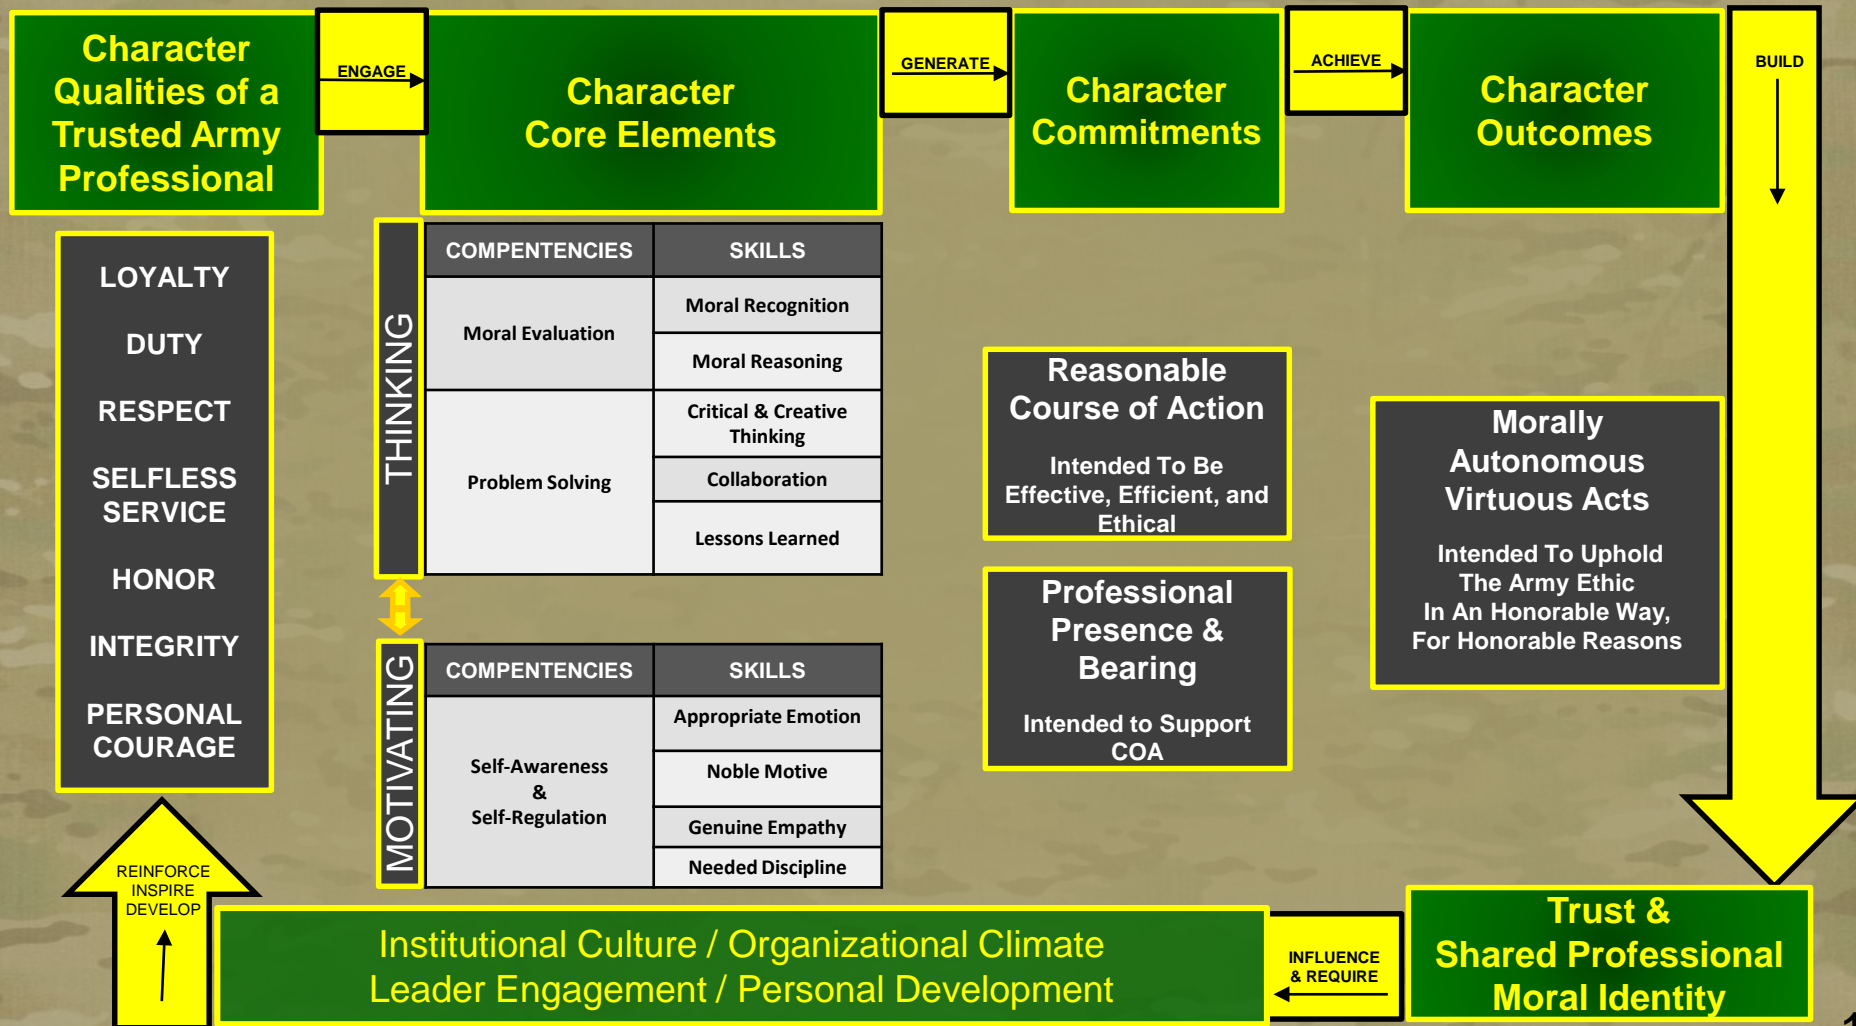 Character
Qualities of a
Trusted Army
Professional
ENGAGE
Character
Core Elements
GENERATE
Character
Commitments
ACHIEVE
Character
Outcomes
BUILD
LOYALTY
DUTY
RESPECT
SELFLESS
SERVICE
HONOR
INTEGRITY
PERSONAL
COURAGE
THINKING
COMPENTENCIES
SKILLS
Moral Evaluation
Moral Recognition
Moral Reasoning
Problem Solving
Critical & Creative
Thinking
Collaboration
Lessons Learned
MOTIVATING
COMPENTENCIES
SKILLS
Self-Awareness
&
Self-Regulation
Appropriate Emotion
Noble Motive
Genuine Empathy
Needed Discipline
Reasonable
Course of Action
Intended To Be
Effective, Efficient, and
Ethical
Professional
Presence &
Bearing
Intended to Support
COA
Morally
Autonomous
Virtuous Acts
Intended To Uphold
The Army Ethic
In An Honorable Way,
For Honorable Reasons
Trust &
Shared Professional
Moral Identity
INFLUENCE
& REQUIRE
Institutional Culture / Organizational Climate
Leader Engagement / Personal Development
REINFORCE
INSPIRE
DEVELOP